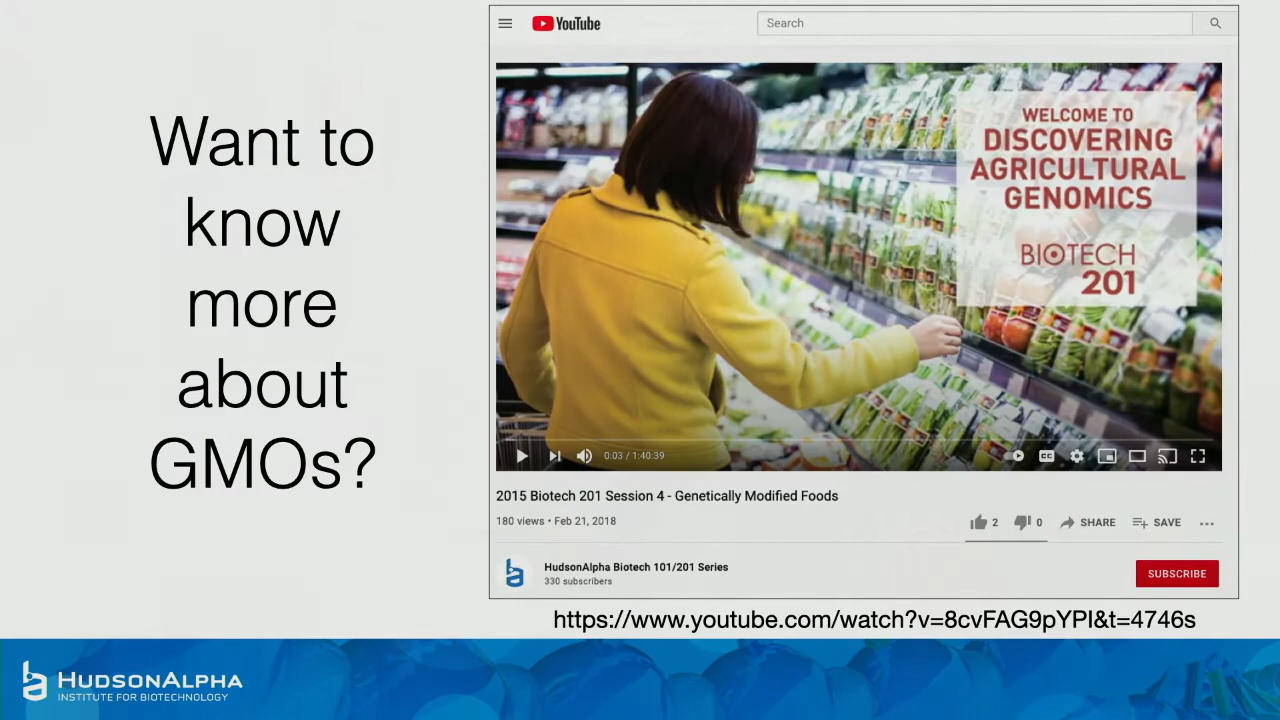 Want to
know
more
about
GMOs?
YouTube
Search
WELCOME TO
DISCOVERING
AGRICULTURAL
GENOMICS
BIOTECH
201
0:03 / 1:40:39
CC
2015 Biotech 201 Session 4 - Genetically Modified Foods
180 views • Feb 21, 2018
2
0
SHARE
SAVE
HudsonAlpha Biotech 101/201 Series
330 subscribers
SUBSCRIBE
https://www.youtube.com/watch?v=8cvFAG9pYPI&t=4746s
HUDSONALPHA
INSTITUTE FOR BIOTECHNOLOGY